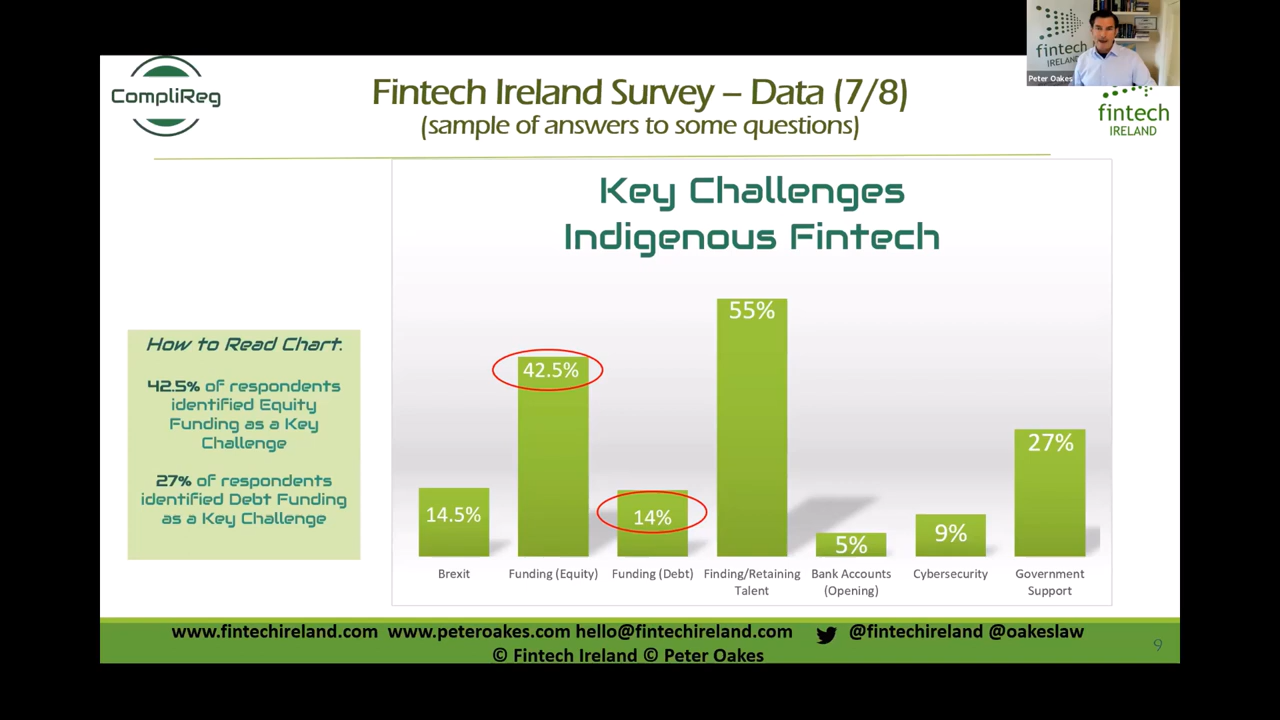 CompliReg
Fintech Ireland Survey – Data (7/8)
(sample of answers to some questions)
fintech
IRELAND
Peter Oakes
fintech
IRELAND
Key Challenges
Indigenous Fintech
How to Read Chart:
42.5% of respondents
identified Equity
Funding as a Key
Challenge
27% of respondents
identified Debt Funding
as a Key Challenge
14.5%
42.5%
14%
55%
5%
9%
27%
Brexit
Funding (Equity)
Funding (Debt)
Finding/Retaining
Talent
Bank Accounts
(Opening)
Cybersecurity
Government
Support
www.fintechireland.com www.peteroakes.com hello@fintechireland.com @fintechireland @oakeslaw
© Fintech Ireland © Peter Oakes
9